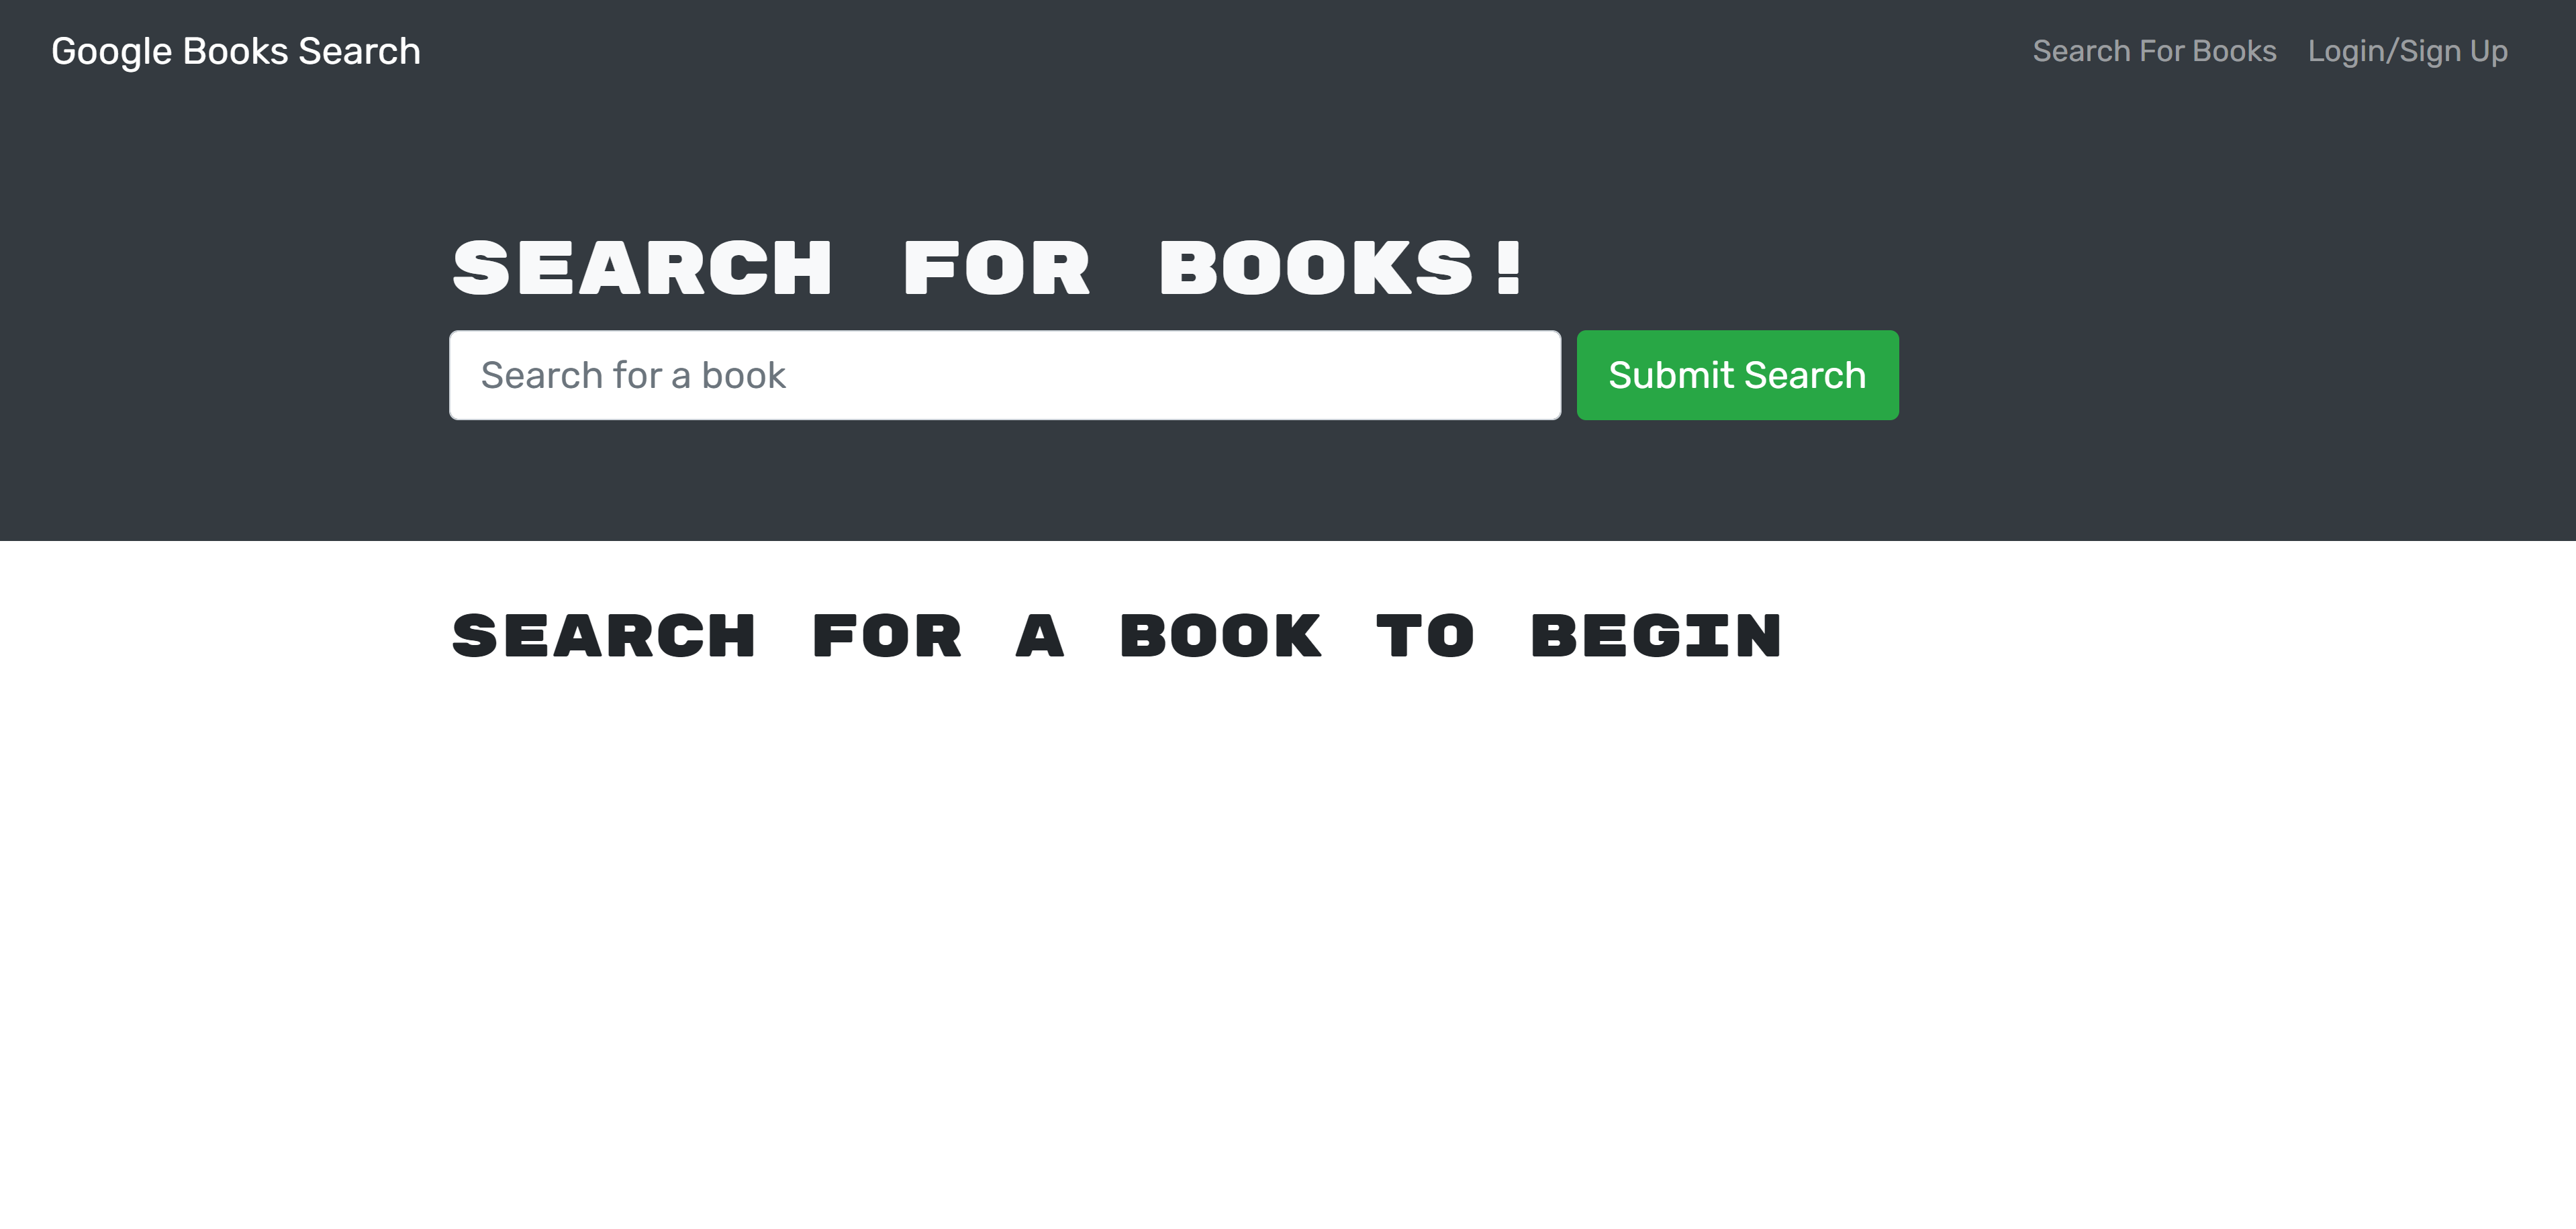 Google Books Search
Search For Books
Login/Sign Up
SEARCH FOR BOOKS!
Search for a book
Submit Search
SEARCH FOR A BOOK TO BEGIN